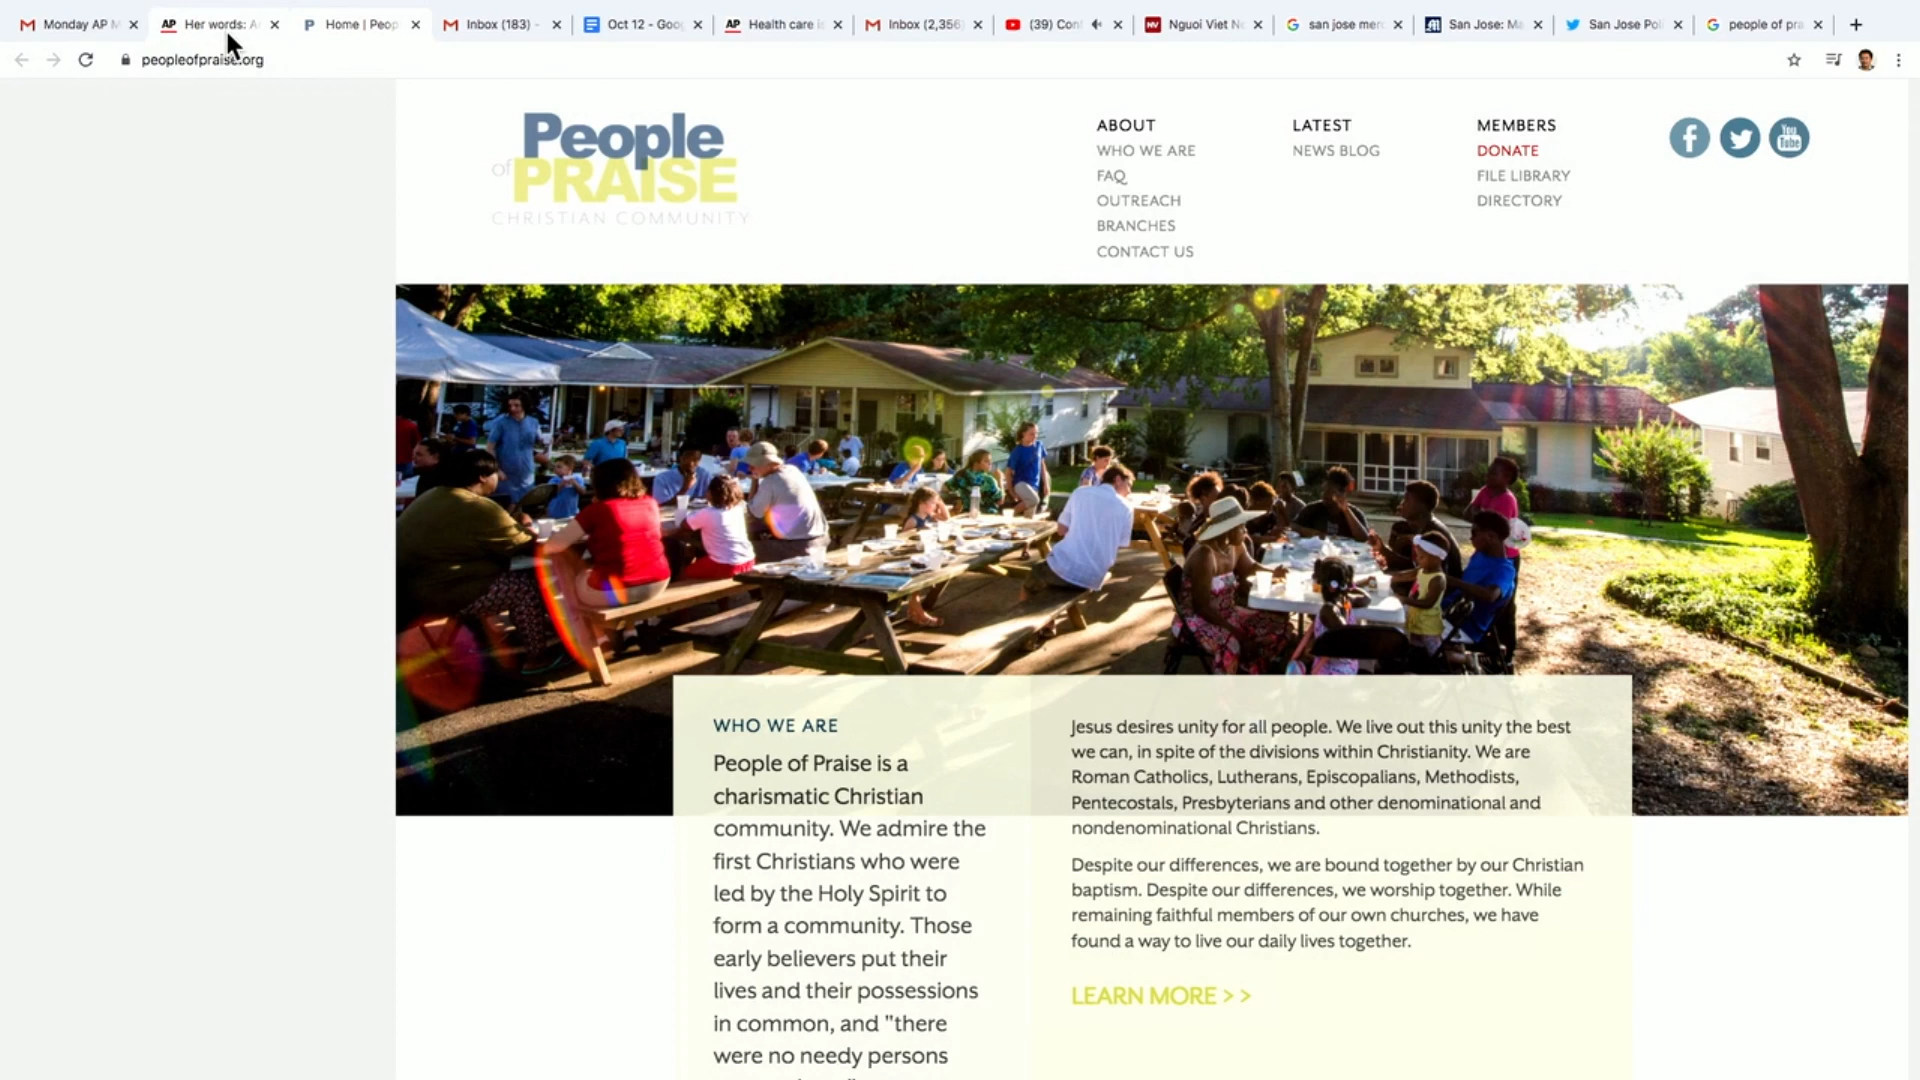 Monday AP
AP Her words: A
P Home | Peop
Inbox (183) -
Oct 12 - Goo
AP Health care i
Inbox (2,356)
(39) Con
NV Nguoi Viet N
san jose mer
San Jose: M
San Jose Pol
people of pra
peopleofpraise.org
People
of PRAISE
CHRISTIAN COMMUNITY
ABOUT
WHO WE ARE
FAQ
OUTREACH
BRANCHES
CONTACT US
LATEST
NEWS BLOG
MEMBERS
DONATE
FILE LIBRARY
DIRECTORY
You
Tube
WHO WE ARE
People of Praise is a
charismatic Christian
community. We admire the
first Christians who were
led by the Holy Spirit to
form a community. Those
early believers put their
lives and their possessions
in common, and "there
were no needy persons
Jesus desires unity for all people. We live out this unity the best
we can, in spite of the divisions within Christianity. We are
Roman Catholics, Lutherans, Episcopalians, Methodists,
Pentecostals, Presbyterians and other denominational and
nondenominational Christians.
Despite our differences, we are bound together by our Christian
baptism. Despite our differences, we worship together. While
remaining faithful members of our own churches, we have
found a way to live our daily lives together.
LEARN MORE > >